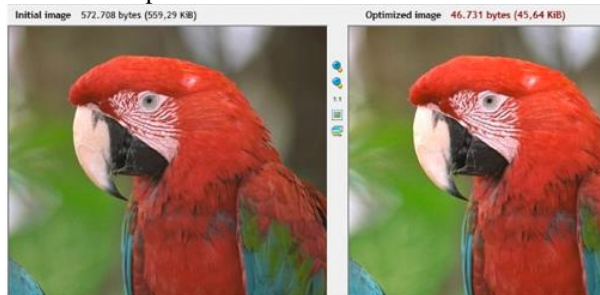 Initial image 572.708 bytes (559,29 KiB)
Optimized image 46.731 bytes (45,64 KiB)
1:1